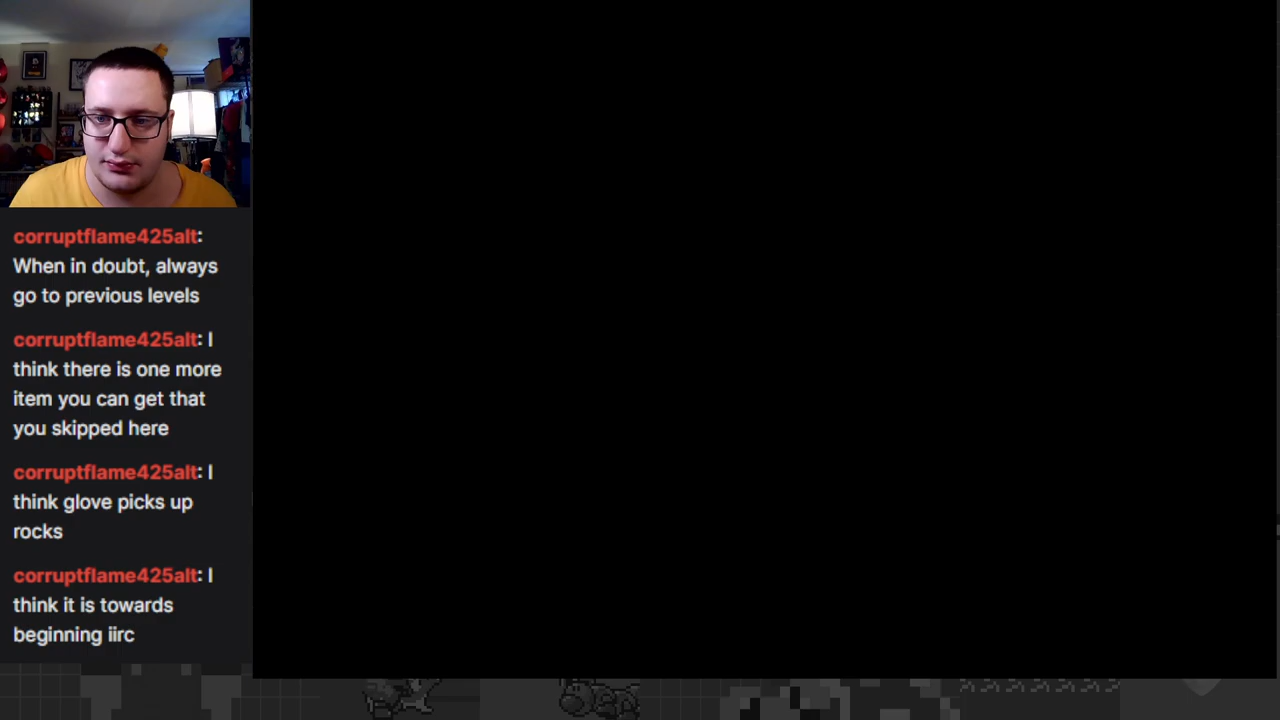 corruptflame425alt:
When in doubt, always
go to previous levels
corruptflame425alt: I
think there is one more
item you can get that
you skipped here
corruptflame425alt: I
think glove picks up
rocks
corruptflame425alt: I
think it is towards
beginning iirc